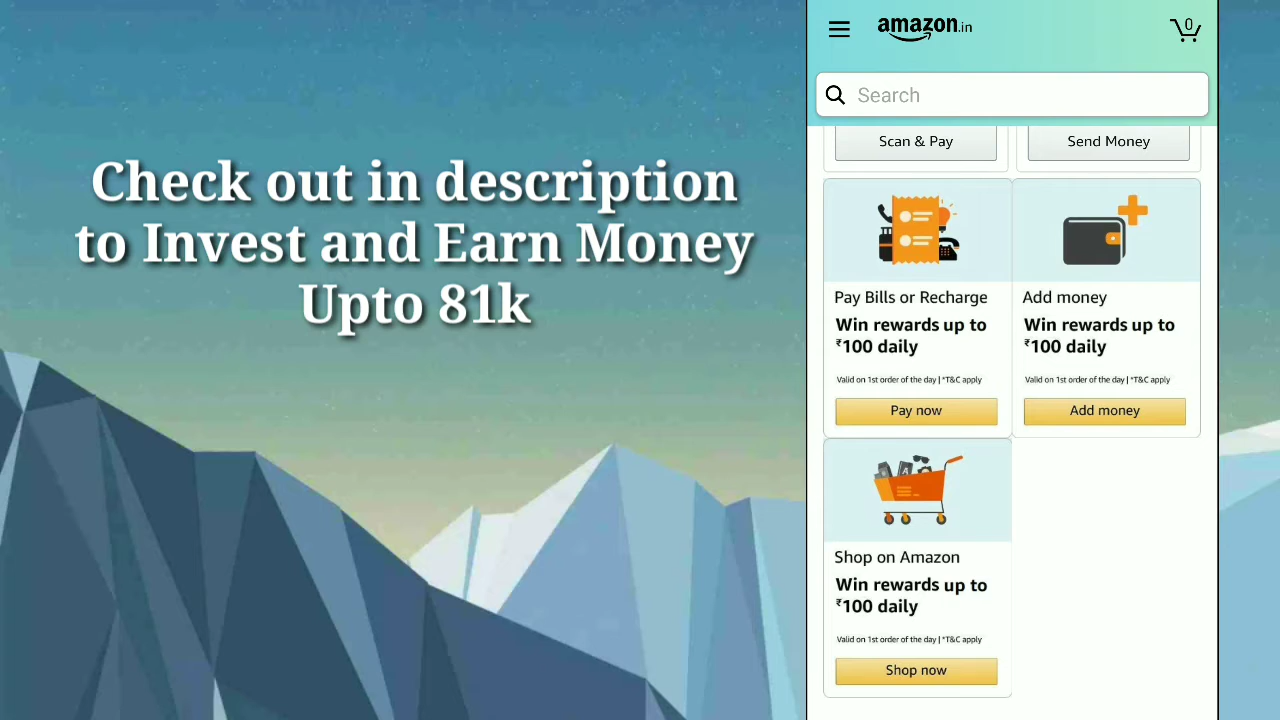 Check out in description
to Invest and Earn Money
Upto 81k
amazon.in
0
Search
Scan & Pay
Send Money
Pay Bills or Recharge
Win rewards up to
₹100 daily
Valid on 1st order of the day | *T&C apply
Pay now
Add money
Win rewards up to
₹100 daily
Valid on 1st order of the day | *T&C apply
Add money
Shop on Amazon
Win rewards up to
₹100 daily
Valid on 1st order of the day | *T&C apply
Shop now